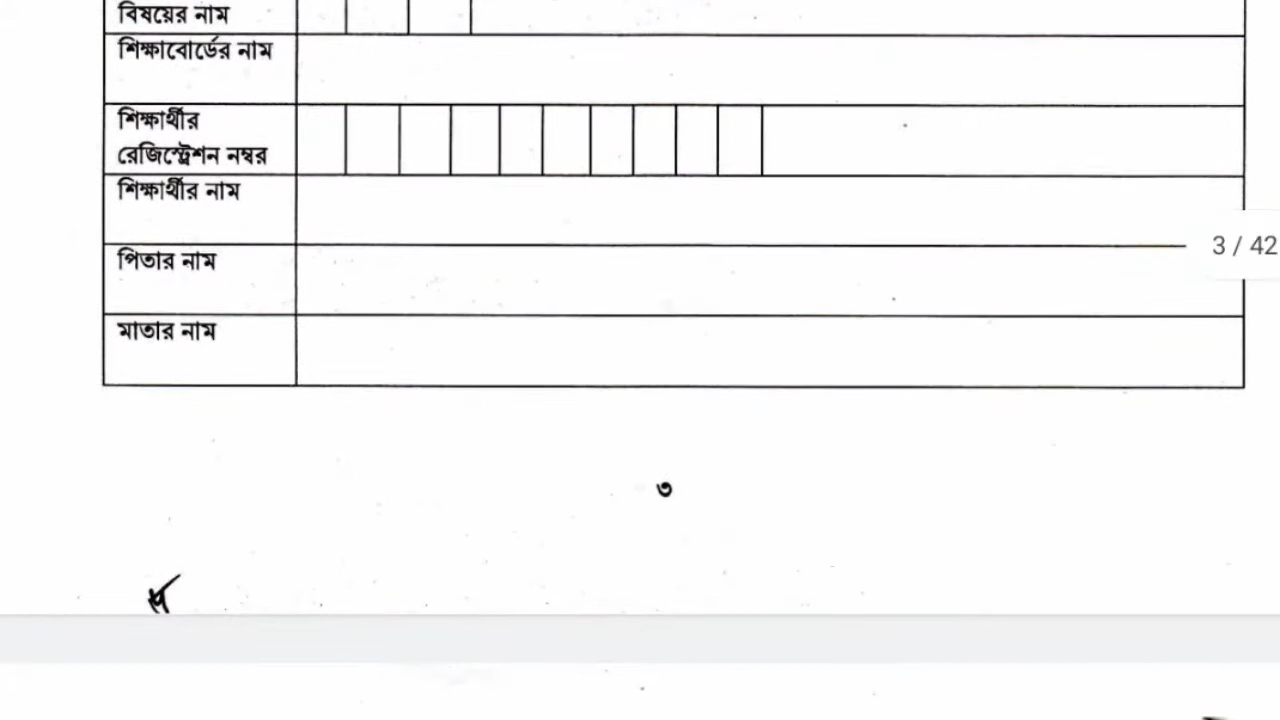 বিষয়ের নাম
শিক্ষাবোর্ডের নাম
শিক্ষার্থীর
রেজিস্ট্রেশন নম্বর
শিক্ষার্থীর নাম
পিতার নাম
3 / 42
মাতার নাম
৩